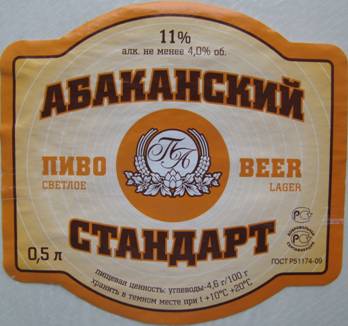 11%
алк. не менее 4,0% об.
АБАКАНСКИЙ
ПИВО BEER
СВЕТЛОЕ LAGER
СТАНДАРТ
0,5 л
ГОСТ Р51174-09
пищевая ценность: углеводы-4,6 г/100 г
хранить в темном месте при t +10°C +20°C